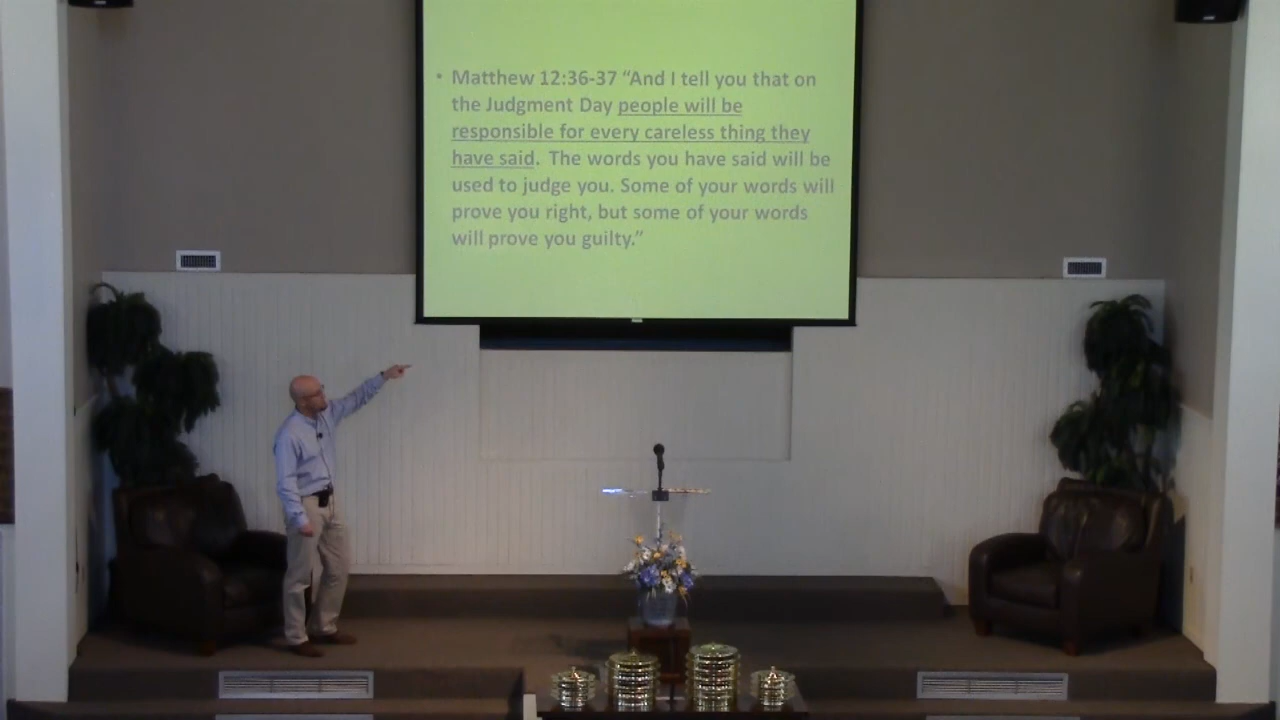 • Matthew 12:36-37 “And I tell you that on
the Judgment Day people will be
responsible for every careless thing they
have said.  The words you have said will be
used to judge you. Some of your words will
prove you right, but some of your words
will prove you guilty.”